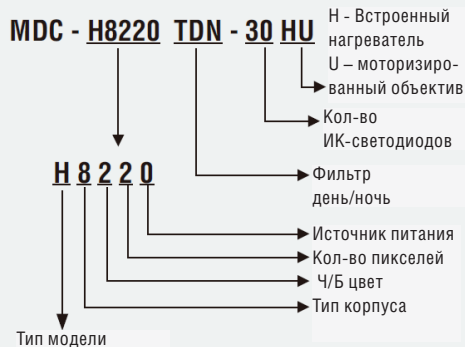 MDC - H8220 TDN - 30 HU
H - Встроенный
нагреватель
U – моторизиро-
ванный объектив
Кол-во
ИК-светодиодов
Фильтр
день/ночь
H 8 2 2 0
Источник питания
Кол-во пикселей
Ч/Б цвет
Тип корпуса
Тип модели